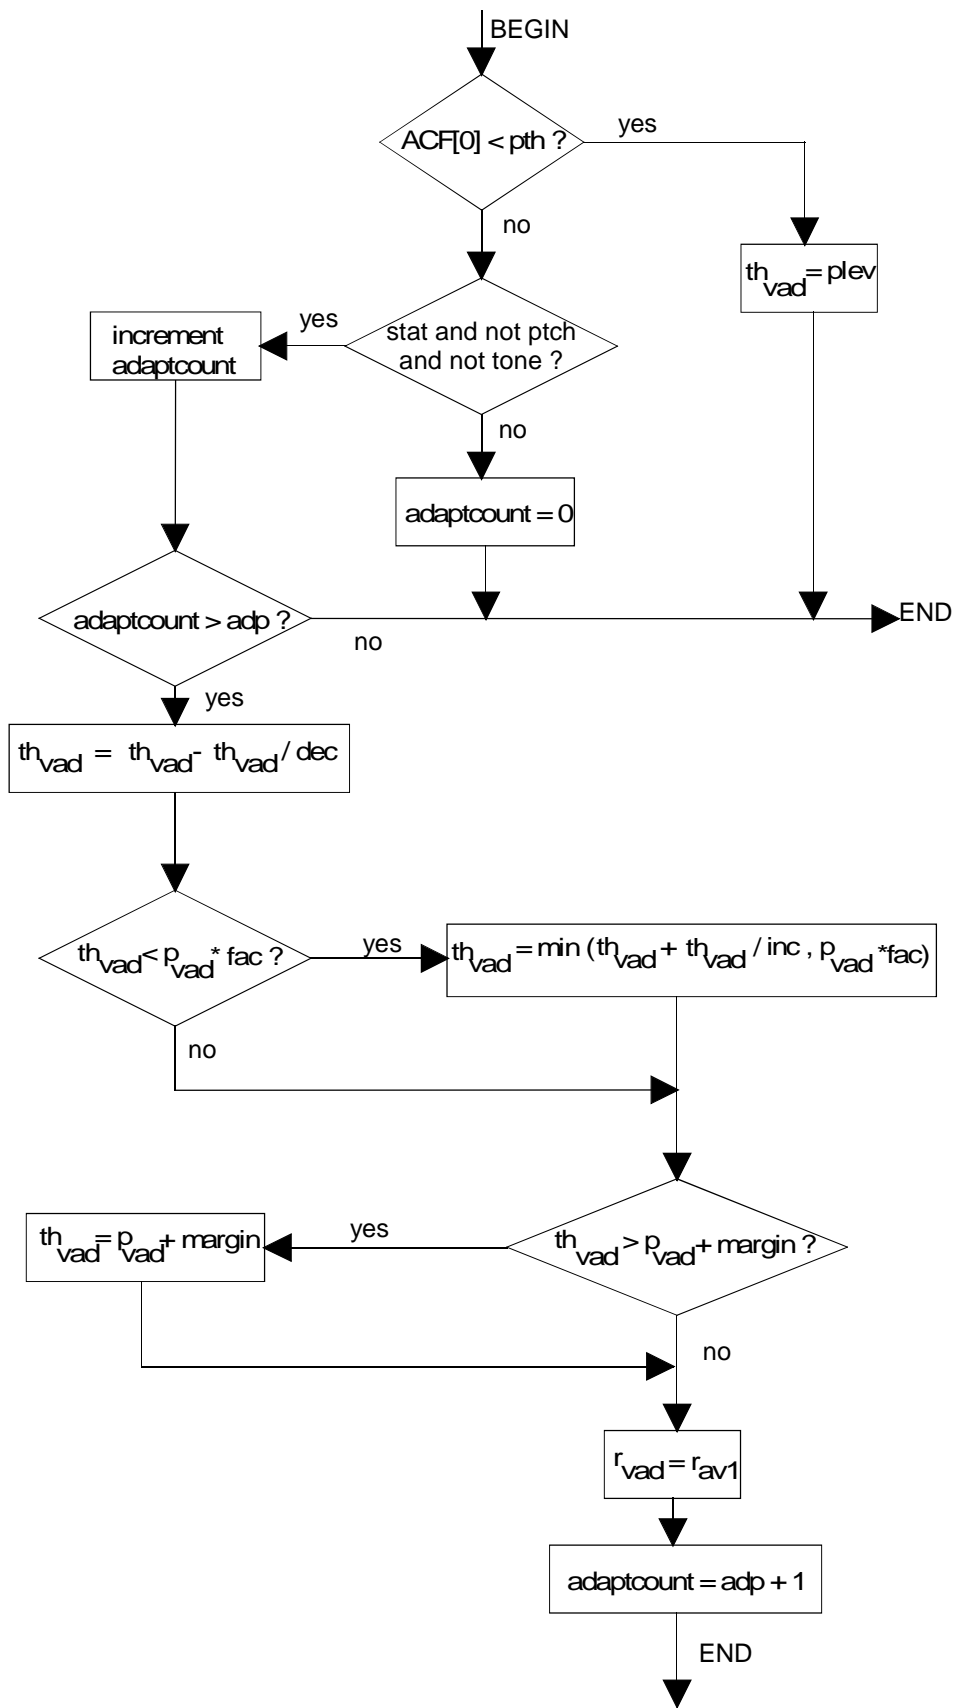 BEGIN
ACF[0] < pth ?
yes
no
th_vad = plev
stat and not ptch
and not tone ?
yes
increment
adaptcount
no
adaptcount = 0
adaptcount > adp ?
no
END
yes
th_vad = th_vad - th_vad / dec
th_vad < p_vad * fac ?
yes
th_vad = min (th_vad + th_vad / inc , p_vad *fac)
no
th_vad > p_vad + margin ?
yes
th_vad = p_vad + margin
no
r_vad = r_av1
adaptcount = adp + 1
END